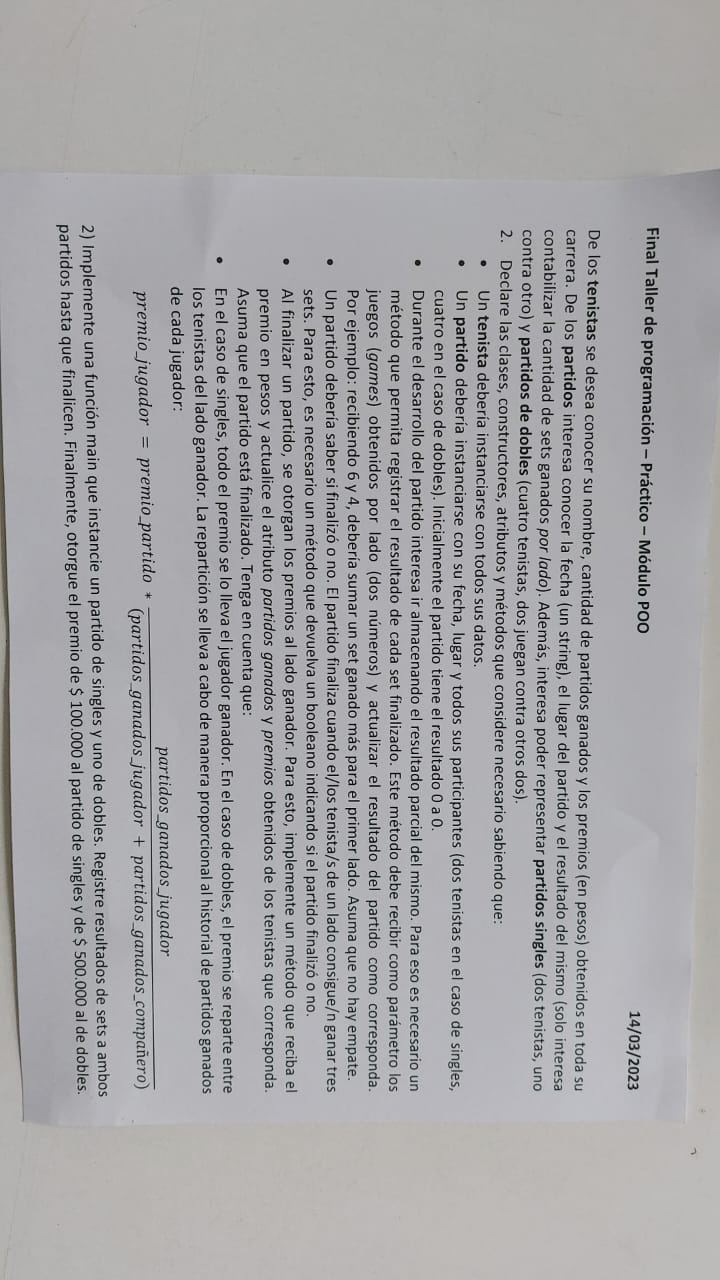 Final Taller de programación – Práctico – Módulo POO
14/03/2023
De los tenistas se desea conocer su nombre, cantidad de partidos ganados y los premios (en pesos) obtenidos en toda su
carrera. De los partidos interesa conocer la fecha (un string), el lugar del partido y el resultado del mismo (solo interesa
contabilizar la cantidad de sets ganados por lado). Además, interesa poder representar partidos singles (dos tenistas, uno
contra otro) y partidos de dobles (cuatro tenistas, dos juegan contra otros dos).
2. Declare las clases, constructores, atributos y métodos que considere necesario sabiendo que:
• Un tenista debería instanciarse con todos sus datos.
• Un partido debería instanciarse con su fecha, lugar y todos sus participantes (dos tenistas en el caso de singles,
cuatro en el caso de dobles). Inicialmente el partido tiene el resultado 0 a 0.
• Durante el desarrollo del partido interesa ir almacenando el resultado parcial del mismo. Para eso es necesario un
método que permita registrar el resultado de cada set finalizado. Este método debe recibir como parámetro los
juegos (games) obtenidos por lado (dos números) y actualizar el resultado del partido como corresponda.
Por ejemplo: recibiendo 6 y 4, debería sumar un set ganado más para el primer lado. Asuma que no hay empate.
• Un partido debería saber si finalizó o no. El partido finaliza cuando el/los tenista/s de un lado consigue/n ganar tres
sets. Para esto, es necesario un método que devuelva un booleano indicando si el partido finalizó o no.
• Al finalizar un partido, se otorgan los premios al lado ganador. Para esto, implemente un método que reciba el
premio en pesos y actualice el atributo partidos ganados y premios obtenidos de los tenistas que corresponda.
Asuma que el partido está finalizado. Tenga en cuenta que:
• En el caso de singles, todo el premio se lo lleva el jugador ganador. En el caso de dobles, el premio se reparte entre
los tenistas del lado ganador. La repartición se lleva a cabo de manera proporcional al historial de partidos ganados
de cada jugador:
partidos_ganados_jugador
premio_jugador = premio_partido *
(partidos_ganados_jugador + partidos_ganados_compañero)
2) Implemente una función main que instancie un partido de singles y uno de dobles. Registre resultados de sets a ambos
partidos hasta que finalicen. Finalmente, otorgue el premio de $ 100.000 al partido de singles y de $ 500.000 al de dobles.